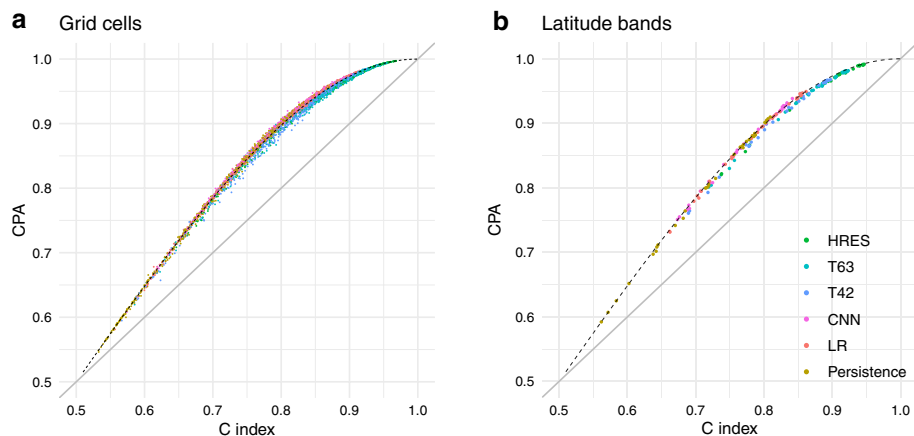 a Grid cells
1.0
0.9
0.8
0.7
0.6
0.5
CPA
0.5 0.6 0.7 0.8 0.9 1.0
C index
b Latitude bands
1.0
0.9
0.8
0.7
0.6
0.5
CPA
HRES
T63
T42
CNN
LR
Persistence
0.5 0.6 0.7 0.8 0.9 1.0
C index